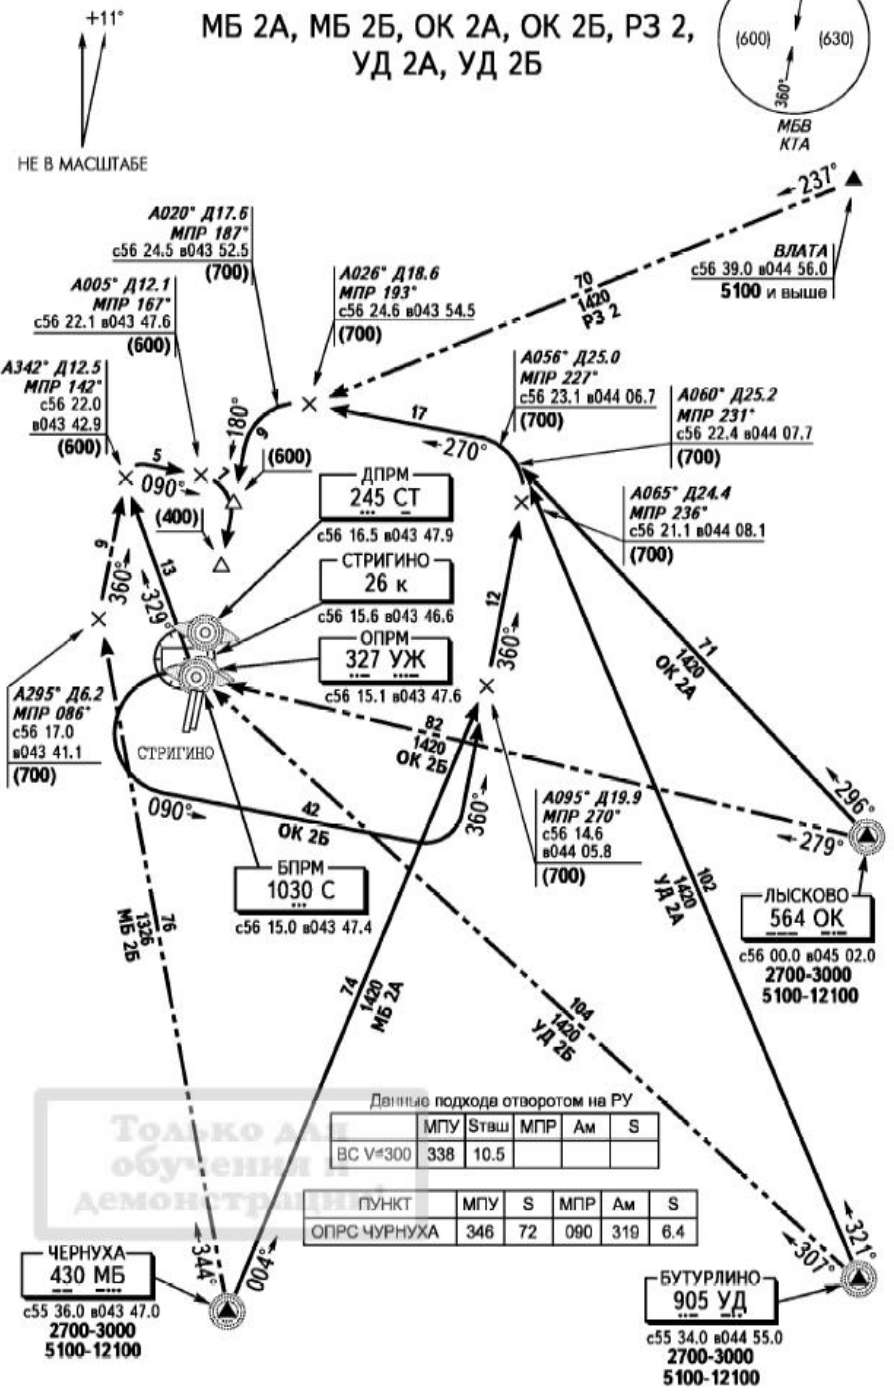 МБ 2А, МБ 2Б, ОК 2А, ОК 2Б, РЗ 2,
УД 2А, УД 2Б
+11°
НЕ В МАСШТАБЕ
(600)
(630)
360°
МБВ
КТА
237°
ВЛАТА
с56 39.0 в044 56.0
5100 и выше
70
1420
РЗ 2
А020° Д17.6
МПР 187°
с56 24.5 в043 52.5
(700)
А005° Д12.1
МПР 167°
с56 22.1 в043 47.6
(600)
А026° Д18.6
МПР 193°
с56 24.6 в043 54.5
(700)
А342° Д12.5
МПР 142°
с56 22.0
в043 42.9
(600)
А056° Д25.0
МПР 227°
с56 23.1 в044 06.7
(700)
А060° Д25.2
МПР 231°
с56 22.4 в044 07.7
(700)
А065° Д24.4
МПР 236°
с56 21.1 в044 08.1
(700)
17
270°
180°
9
(600)
5
090°
7
(400)
ДПРМ
245 СТ
с56 16.5 в043 47.9
СТРИГИНО
26 к
с56 15.6 в043 46.6
ОПРМ
327 УЖ
с56 15.1 в043 47.6
9
360°
13
329°
12
360°
А295° Д6.2
МПР 086°
с56 17.0
в043 41.1
(700)
СТРИГИНО
71
1420
ОК 2А
82
1420
ОК 2Б
090°
42
ОК 2Б
360°
А095° Д19.9
МПР 270°
с56 14.6
в044 05.8
(700)
296°
279°
БПРМ
1030 С
с56 15.0 в043 47.4
ЛЫСКОВО
564 ОК
с56 00.0 в045 02.0
2700-3000
5100-12100
76
1326
МБ 2Б
74
1420
МБ 2А
102
1420
УД 2А
104
1420
УД 2Б
Только для
обучения и
демонстрации!
Данные подхода отворотом на РУ
МПУ Sтвш МПР Ам S
ВС V=300 338 10.5
ПУНКТ МПУ S МПР Ам S
ОПРС ЧУРНУХА 346 72 090 319 6.4
344°
004°
307°
321°
ЧЕРНУХА
430 МБ
с55 36.0 в043 47.0
2700-3000
5100-12100
БУТУРЛИНО
905 УД
с55 34.0 в044 55.0
2700-3000
5100-12100